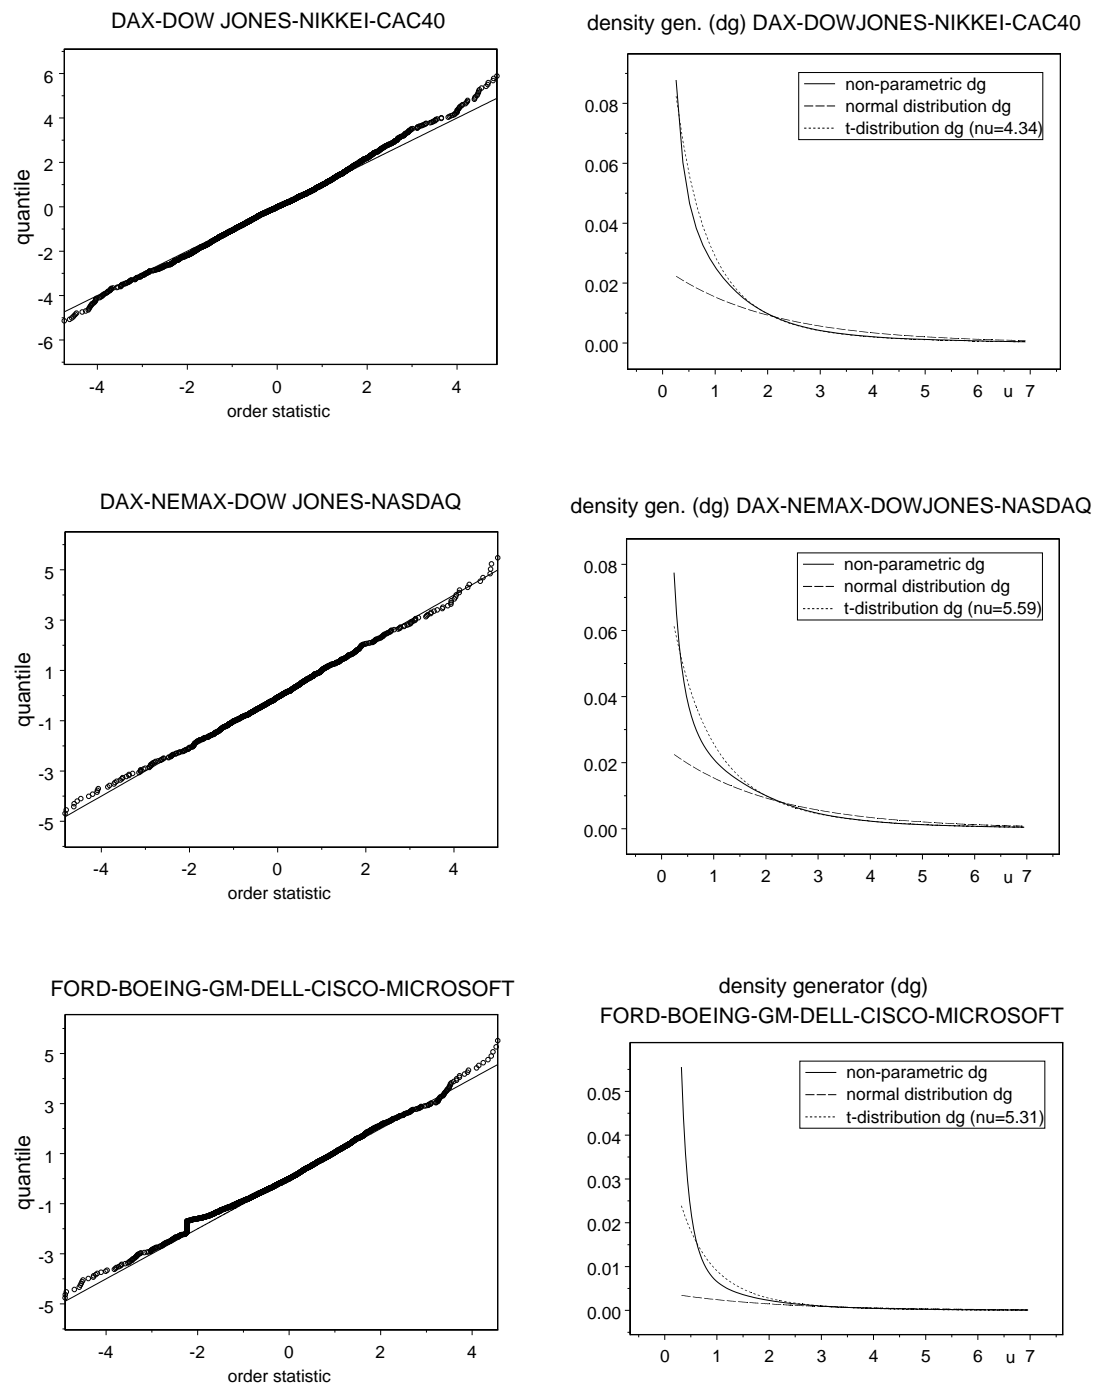 DAX-DOW JONES-NIKKEI-CAC40
quantile
6
4
2
0
-2
-4
-6
-4
-2
0
2
4
order statistic
density gen. (dg) DAX-DOWJONES-NIKKEI-CAC40
non-parametric dg
normal distribution dg
t-distribution dg (nu=4.34)
0.08
0.06
0.04
0.02
0.00
0 1 2 3 4 5 6 u 7
DAX-NEMAX-DOW JONES-NASDAQ
quantile
5
3
1
-1
-3
-5
-4
-2
0
2
4
order statistic
density gen. (dg) DAX-NEMAX-DOWJONES-NASDAQ
non-parametric dg
normal distribution dg
t-distribution dg (nu=5.59)
0.08
0.06
0.04
0.02
0.00
0 1 2 3 4 5 6 u 7
FORD-BOEING-GM-DELL-CISCO-MICROSOFT
quantile
5
3
1
-1
-3
-5
-4
-2
0
2
4
order statistic
density generator (dg)
FORD-BOEING-GM-DELL-CISCO-MICROSOFT
non-parametric dg
normal distribution dg
t-distribution dg (nu=5.31)
0.05
0.04
0.03
0.02
0.01
0.00
0 1 2 3 4 5 6 u 7